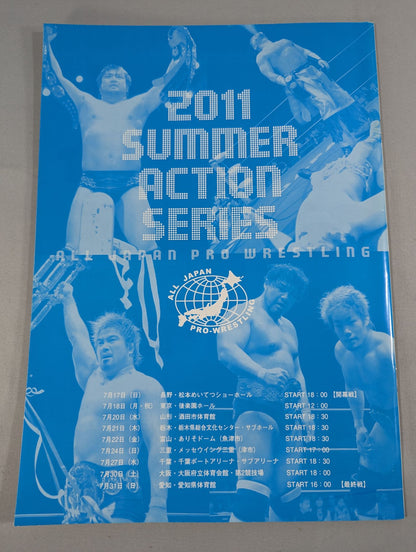 2011
SUMMER
ACTION
SERIES
ALL JAPAN PRO WRESTLING
ALL JAPAN
PRO-WRESTLING
7月17日（日） 長野・松本めいてつショーホール START 18：00 【開幕戦】
7月18日（月・祝） 東京・後楽園ホール START 12：00
7月20日（水） 山形・酒田市体育館 START 18：30
7月21日（木） 栃木・栃木県総合文化センター・サブホール START 18：30
7月22日（金） 富山・ありそドーム（魚津市） START 18：30
7月24日（日） 三重・メッセウイング三重（津市） START 17：00
7月27日（水） 千葉・千葉ポートアリーナ・サブアリーナ START 18：30
7月30日（土） 大阪・大阪府立体育会館・第2競技場 START 18：00
7月31日（日） 愛知・愛知県体育館 START 16：00 【最終戦】